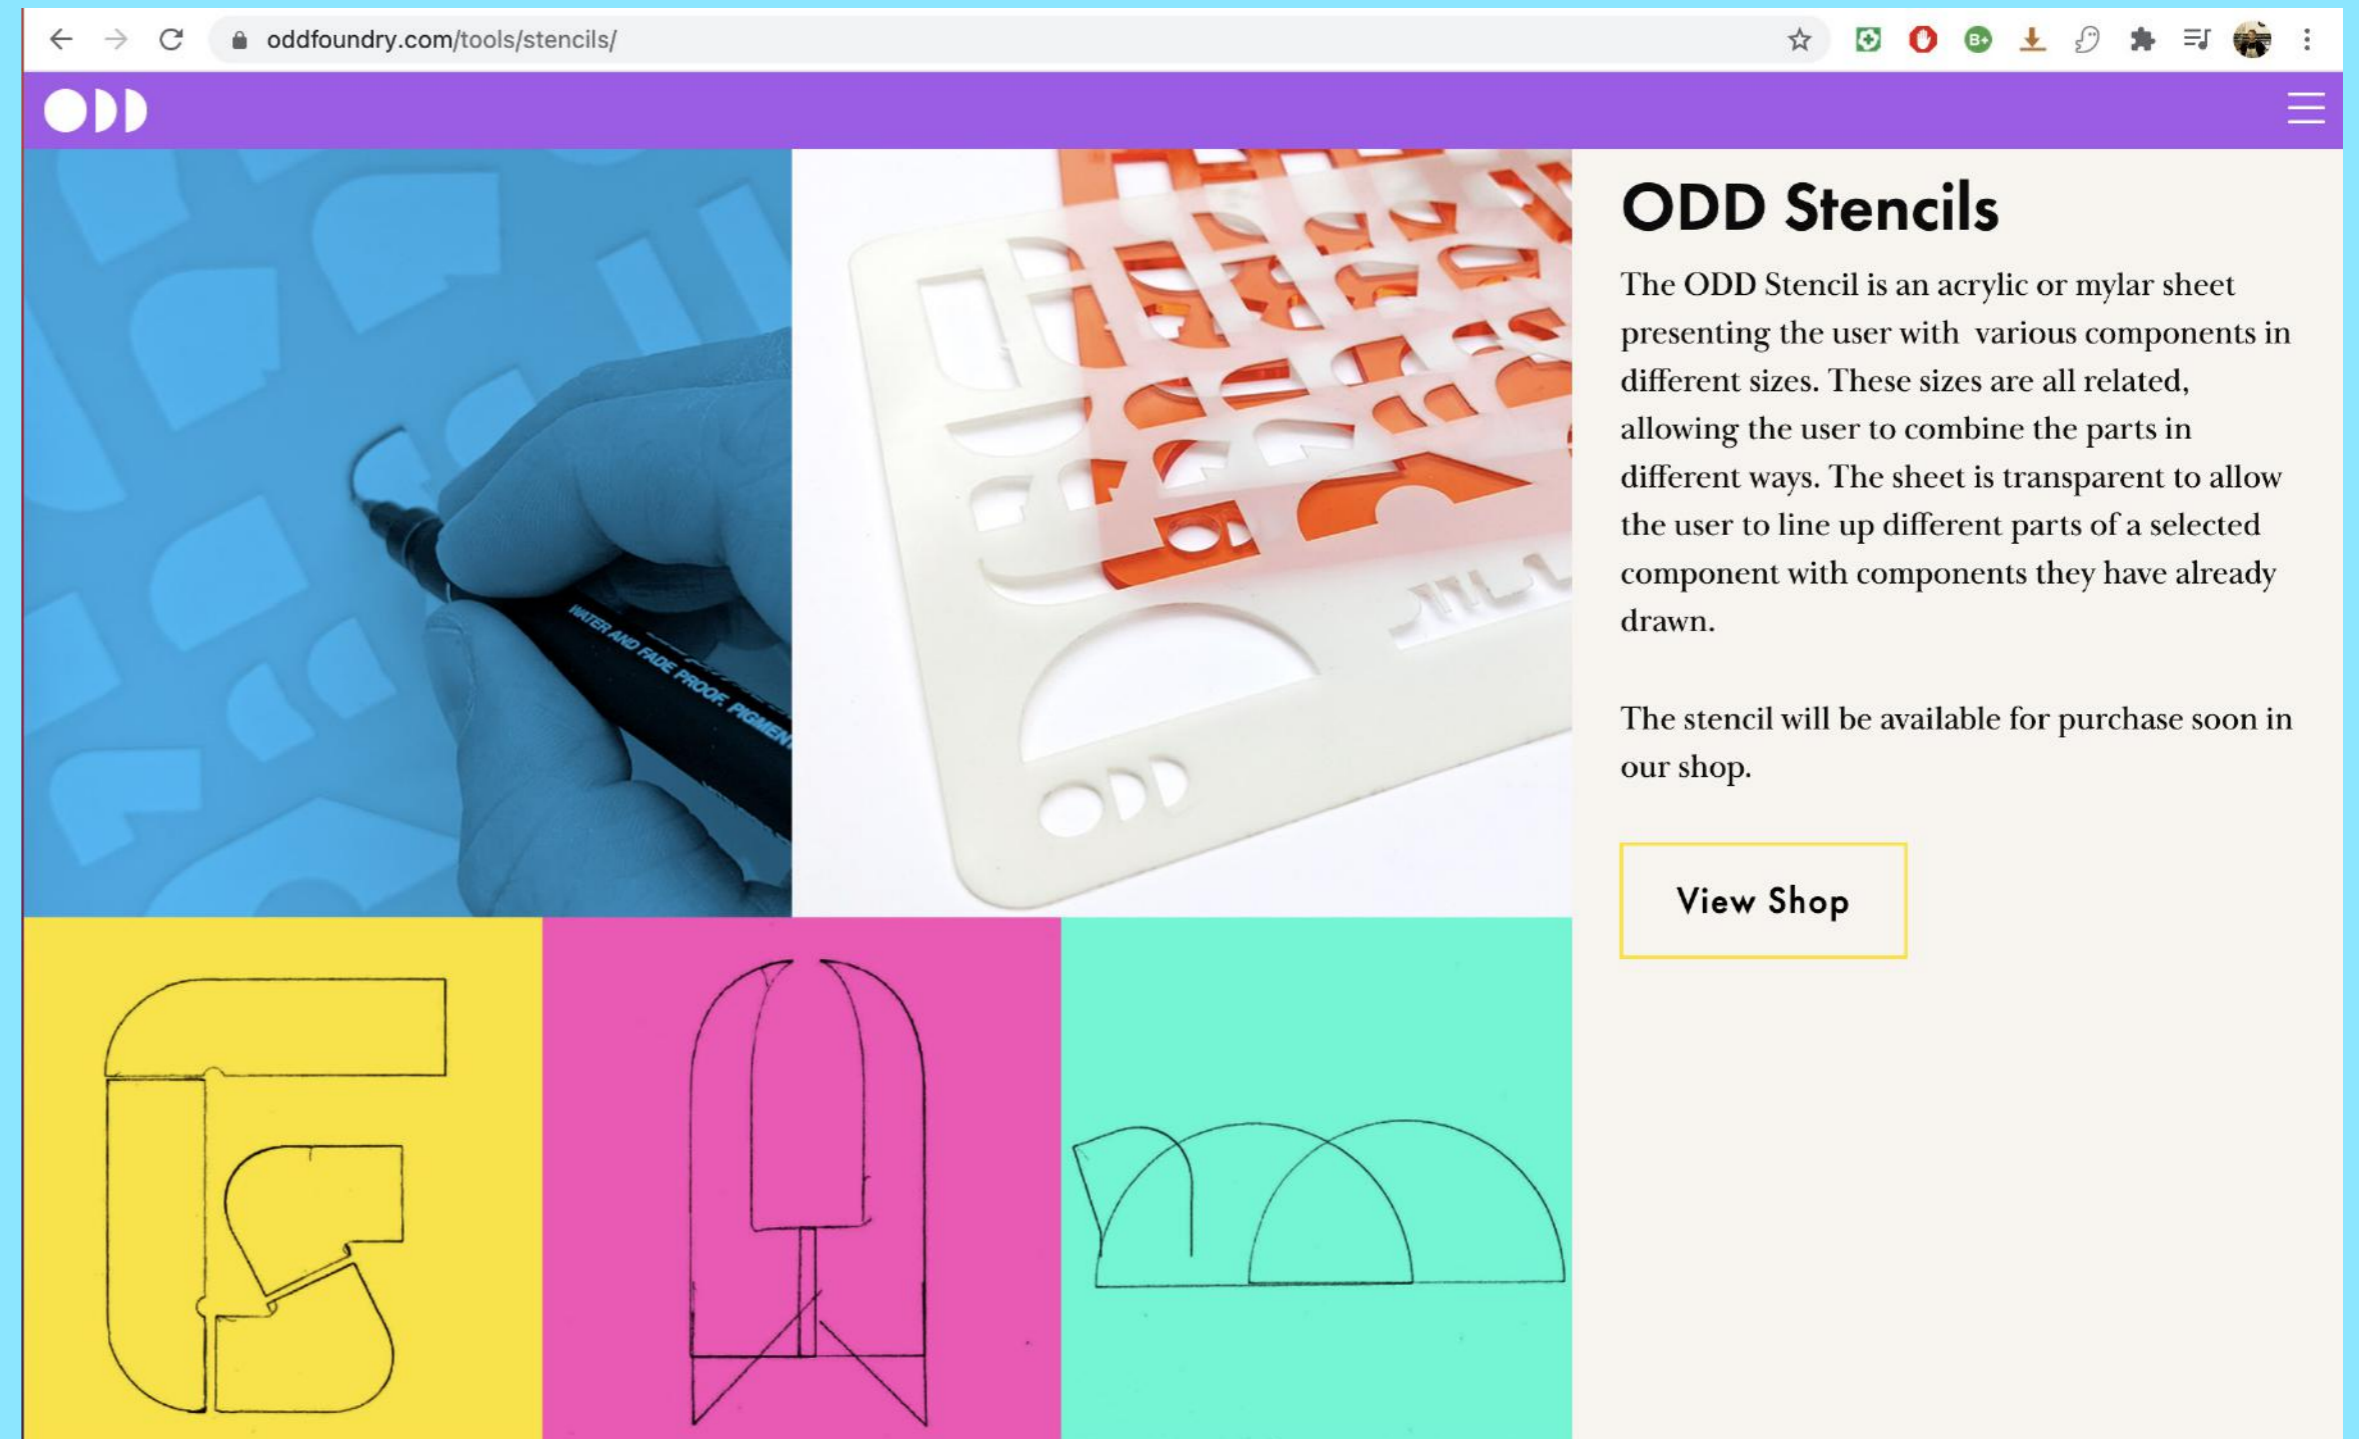 oddfoundry.com/tools/stencils/
B+
ODD
ODD Stencils
The ODD Stencil is an acrylic or mylar sheet
presenting the user with  various components in
different sizes. These sizes are all related,
allowing the user to combine the parts in
different ways. The sheet is transparent to allow
the user to line up different parts of a selected
component with components they have already
drawn.
The stencil will be available for purchase soon in
our shop.
View Shop
WATER AND FADE PROOF. PIGMENT
ODD